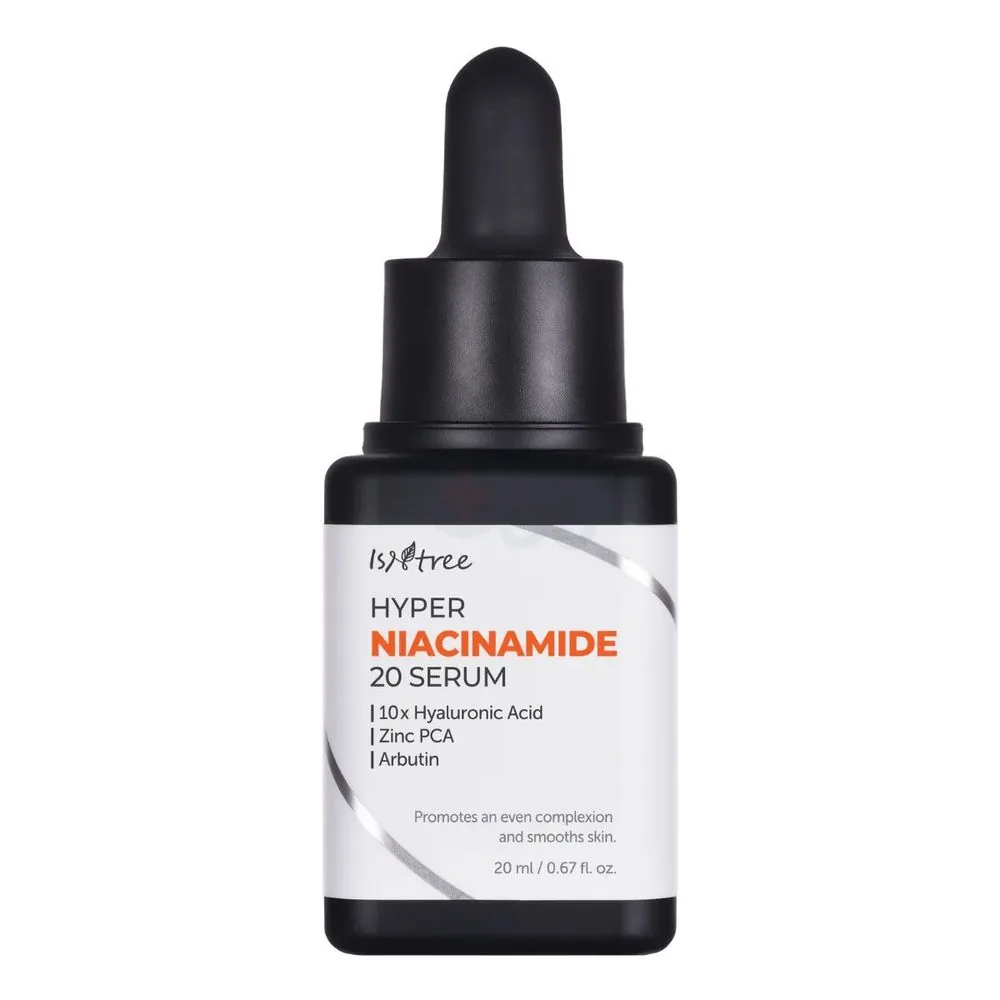 Isntree
HYPER
NIACINAMIDE
20 SERUM
| 10x Hyaluronic Acid
| Zinc PCA
| Arbutin
Promotes an even complexion
and smooths skin.
20 ml / 0.67 fl. oz.